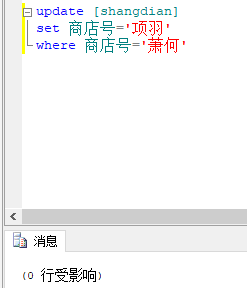 update [shangdian]
set 商店号='项羽'
where 商店号='萧何'
消息
(0 行受影响)